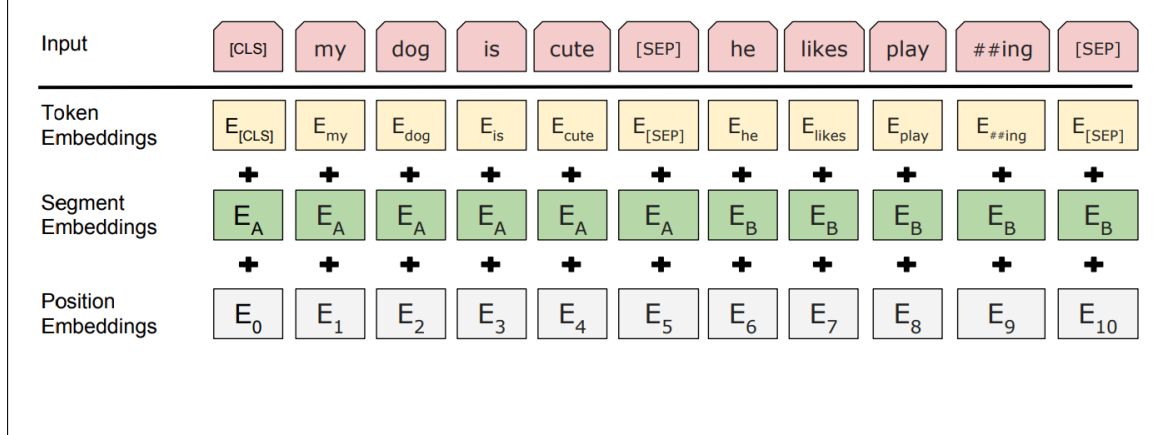 Input [CLS] my dog is cute [SEP] he likes play ##ing [SEP]
Token Embeddings E[CLS] Emy Edog Eis Ecute E[SEP] Ehe Elikes Eplay E##ing E[SEP]
+ + + + + + + + + + +
Segment Embeddings EA EA EA EA EA EA EB EB EB EB EB
+ + + + + + + + + + +
Position Embeddings E0 E1 E2 E3 E4 E5 E6 E7 E8 E9 E10